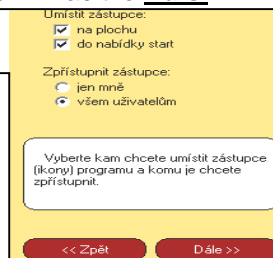 Umístit zástupce:
na plochu
do nabídky start
Zpřístupnit zástupce:
jen mně
všem uživatelům
Vyberte kam chcete umístit zástupce
(ikony) programu a komu je chcete
zpřístupnit.
<< Zpět
Dále >>